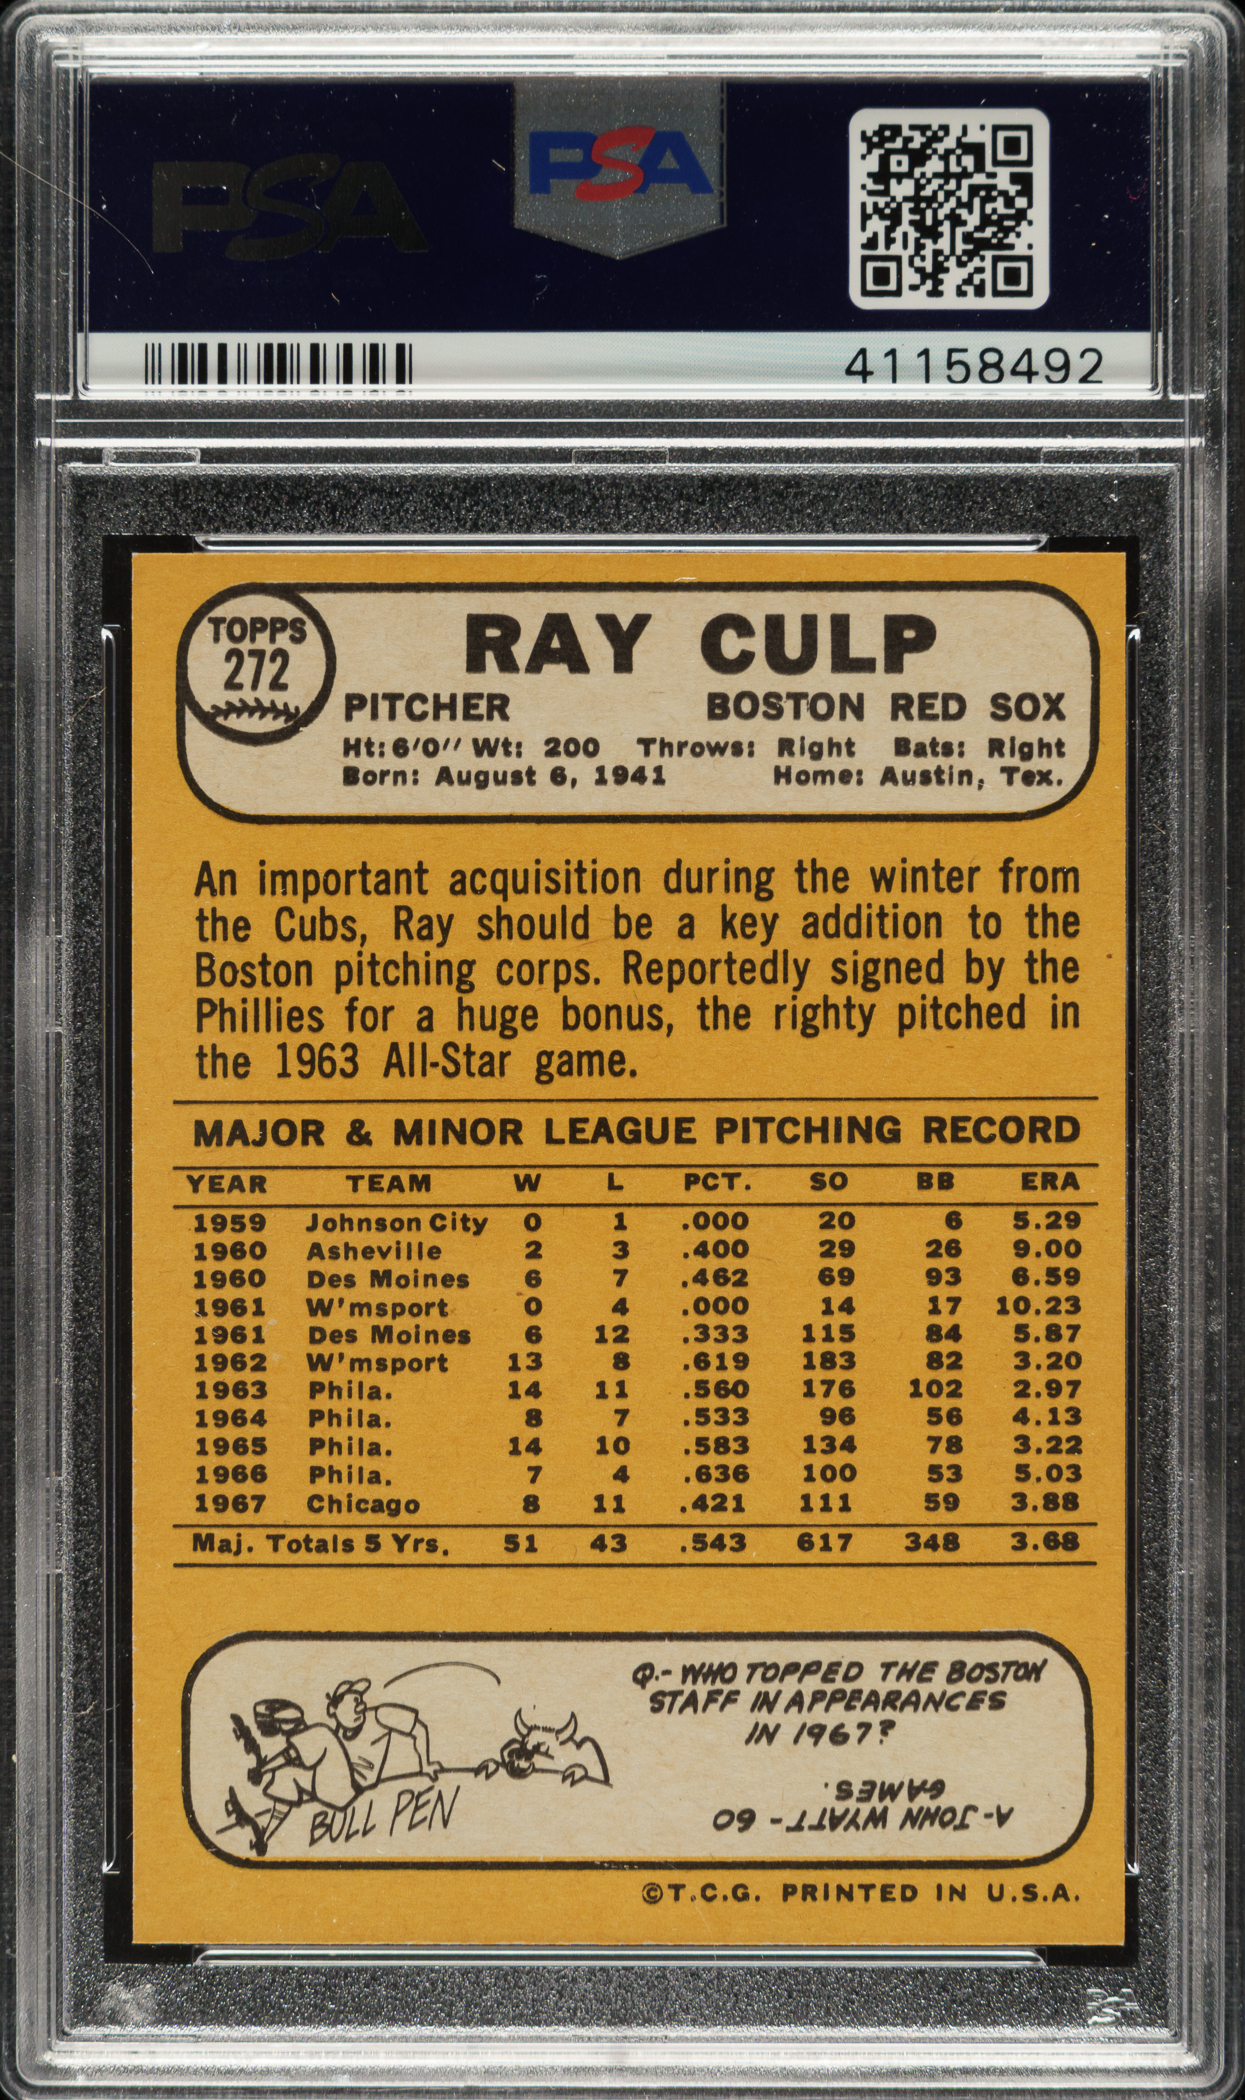 PSA
PSA
41158492
TOPPS
272
RAY CULP
PITCHER BOSTON RED SOX
Ht: 6'0" Wt: 200 Throws: Right Bats: Right
Born: August 6, 1941 Home: Austin, Tex.
An important acquisition during the winter from
the Cubs, Ray should be a key addition to the
Boston pitching corps. Reportedly signed by the
Phillies for a huge bonus, the righty pitched in
the 1963 All-Star game.
MAJOR & MINOR LEAGUE PITCHING RECORD
YEAR TEAM W L PCT. SO BB ERA
1959 Johnson City 0 1 .000 20 6 5.29
1960 Asheville 2 3 .400 29 26 9.00
1960 Des Moines 6 7 .462 69 93 6.59
1961 W'msport 0 4 .000 14 17 10.23
1961 Des Moines 6 12 .333 115 84 5.87
1962 W'msport 13 8 .619 183 82 3.20
1963 Phila. 14 11 .560 176 102 2.97
1964 Phila. 8 7 .533 96 56 4.13
1965 Phila. 14 10 .583 134 78 3.22
1966 Phila. 7 4 .636 100 53 5.03
1967 Chicago 8 11 .421 111 59 3.88
Maj. Totals 5 Yrs. 51 43 .543 617 348 3.68
BULL PEN
Q.- WHO TOPPED THE BOSTON
STAFF IN APPEARANCES
IN 1967?
A- JOHN WYATT - 60
GAMES.
©T.C.G. PRINTED IN U.S.A.
PSA